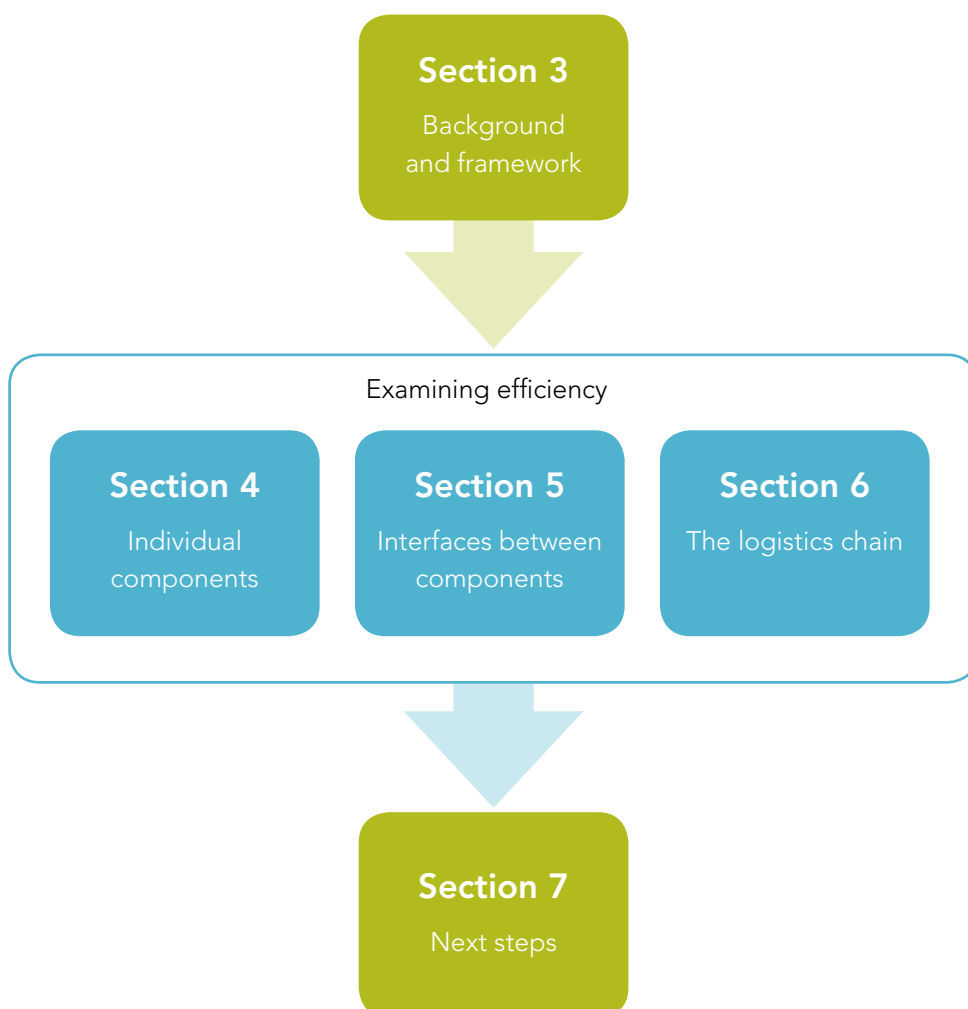 Section 3
Background
and framework
Examining efficiency
Section 4
Individual
components
Section 5
Interfaces between
components
Section 6
The logistics chain
Section 7
Next steps